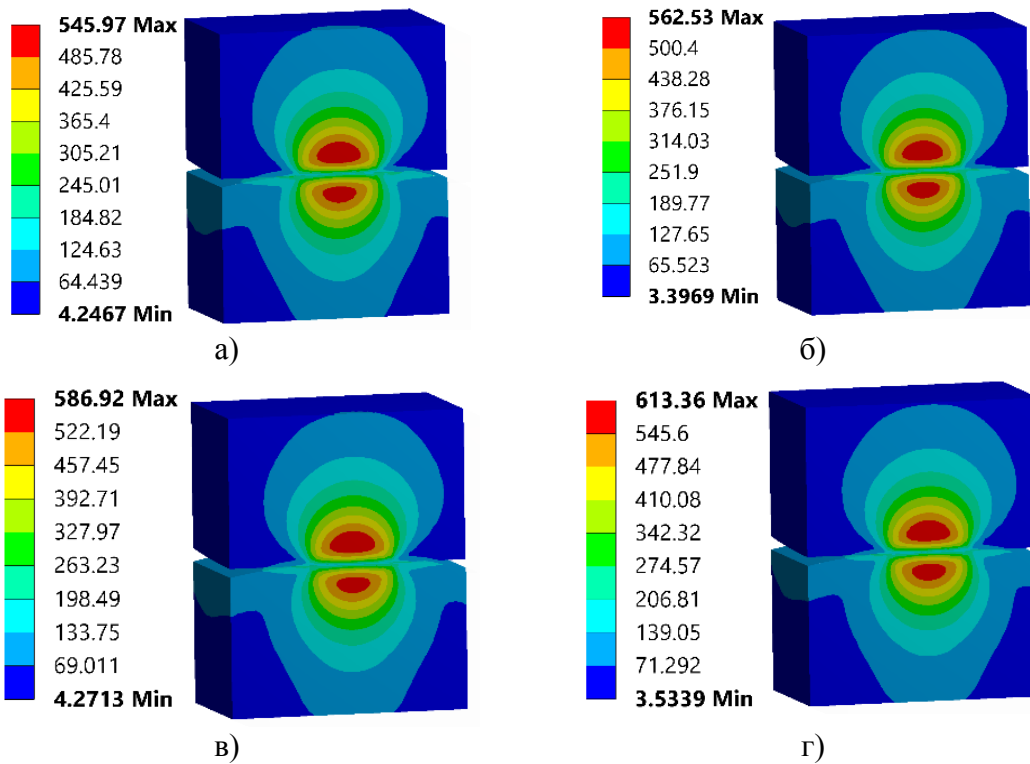 545.97 Max
485.78
425.59
365.4
305.21
245.01
184.82
124.63
64.439
4.2467 Min
а)
562.53 Max
500.4
438.28
376.15
314.03
251.9
189.77
127.65
65.523
3.3969 Min
б)
586.92 Max
522.19
457.45
392.71
327.97
263.23
198.49
133.75
69.011
4.2713 Min
в)
613.36 Max
545.6
477.84
410.08
342.32
274.57
206.81
139.05
71.292
3.5339 Min
г)